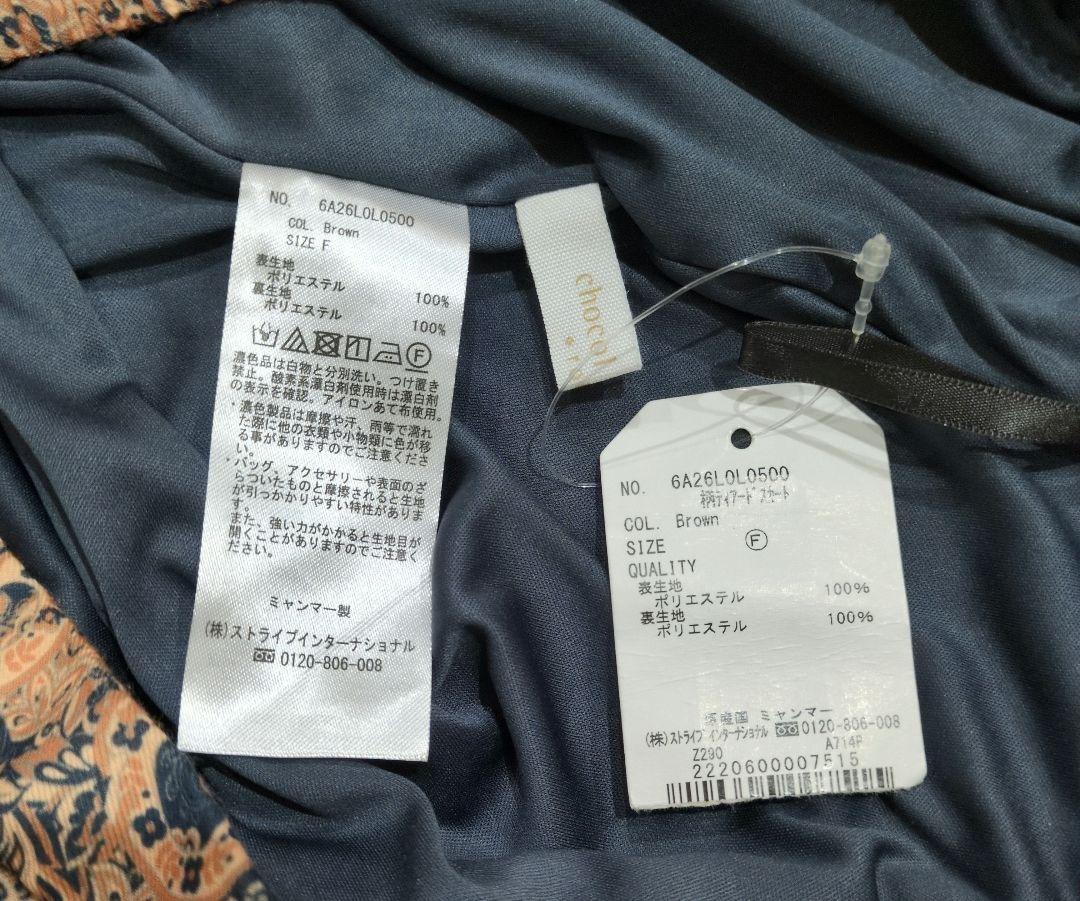 NO. 6A26L0L0500
COL. Brown
SIZE F
表生地
ポリエステル 100%
裏生地
ポリエステル 100%
F
濃色品は白物と分別洗い。つけ置き
禁止。酸素系漂白剤使用時は漂白剤
の表示を確認。アイロンあて布使用。
・濃色製品は摩擦や汗、雨等で濡れ
た際に他の衣類や小物類に色が移
る事がありますのでご注意くださ
い。
・バッグ、アクセサリーや表面のざ
らついたものと摩擦されると生地
が引っかかりやすい特性がありま
す。
また、強い力がかかると生地目が
開くことがありますのでご注意く
ださい。
ミャンマー製
(株)ストライプインターナショナル
0120-806-008
chocol
NO. 6A26L0L0500
柄ティアードスカート
COL. Brown
SIZE F
QUALITY
表生地
ポリエステル 100%
裏生地
ポリエステル 100%
原産国 ミャンマー
(株)ストライプインターナショナル 0120-806-008
Z290 A714P
2220600007515